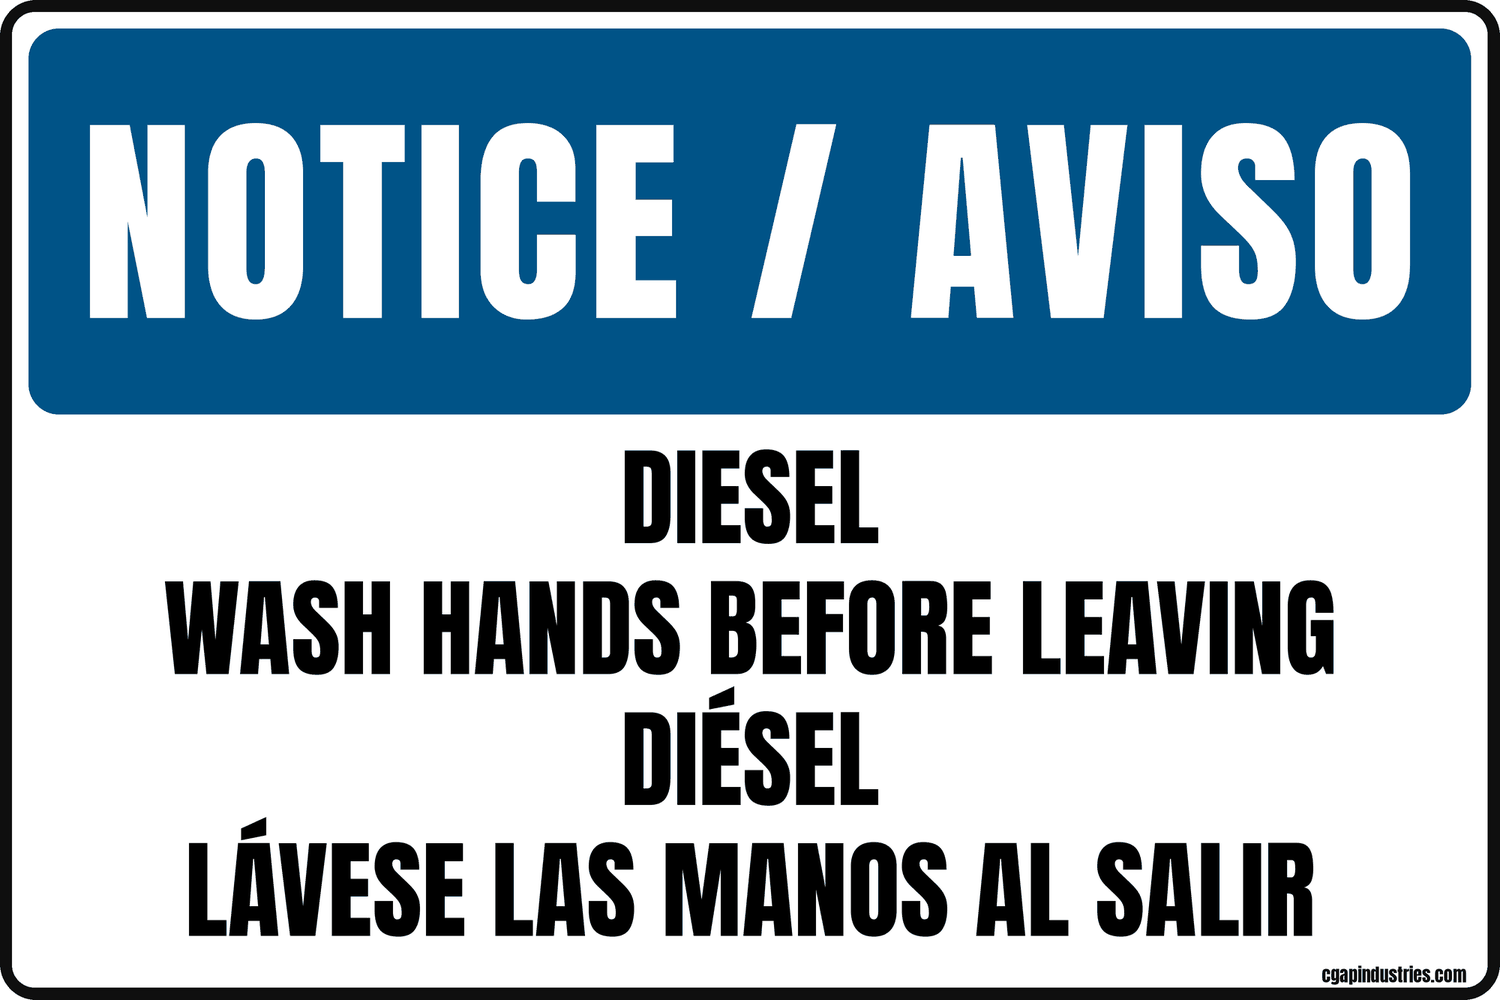 NOTICE / AVISO
DIESEL
WASH HANDS BEFORE LEAVING
DIÉSEL
LÁVESE LAS MANOS AL SALIR
cgapindustries.com